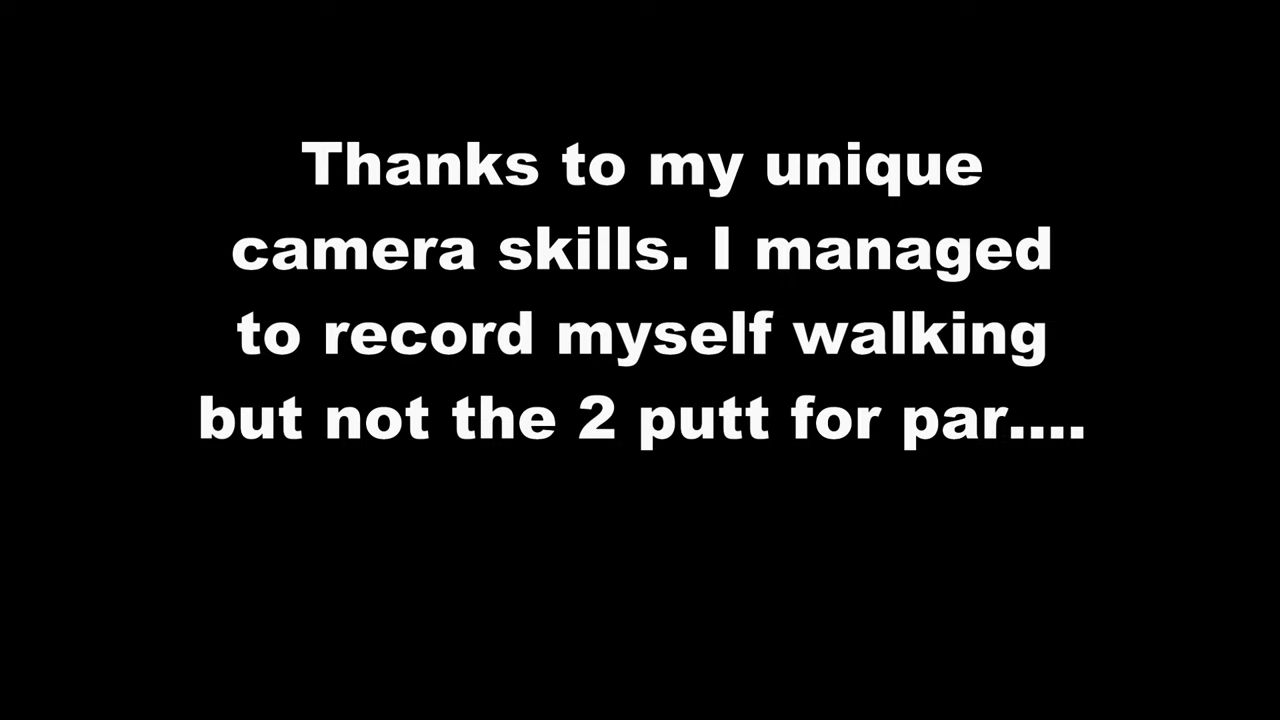 Thanks to my unique
camera skills. I managed
to record myself walking
but not the 2 putt for par....